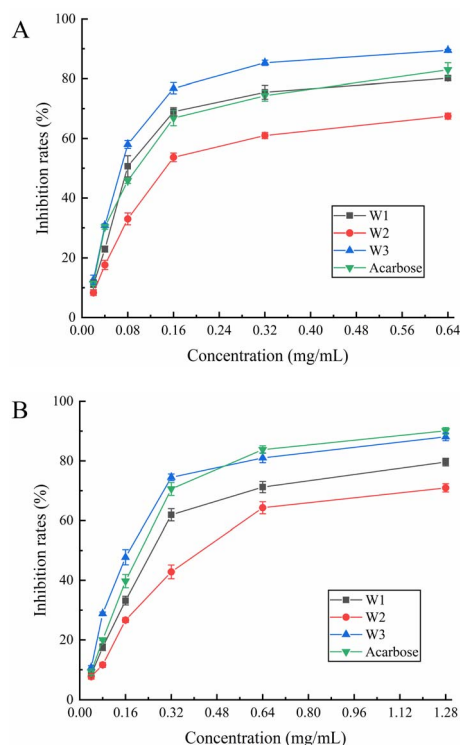 A
100
80
60
40
20
0
Inhibition rates (%)
W1
W2
W3
Acarbose
0.00 0.08 0.16 0.24 0.32 0.40 0.48 0.56 0.64
Concentration (mg/mL)
B
100
80
60
40
20
0
Inhibition rates (%)
W1
W2
W3
Acarbose
0.00 0.16 0.32 0.48 0.64 0.80 0.96 1.12 1.28
Concentration (mg/mL)